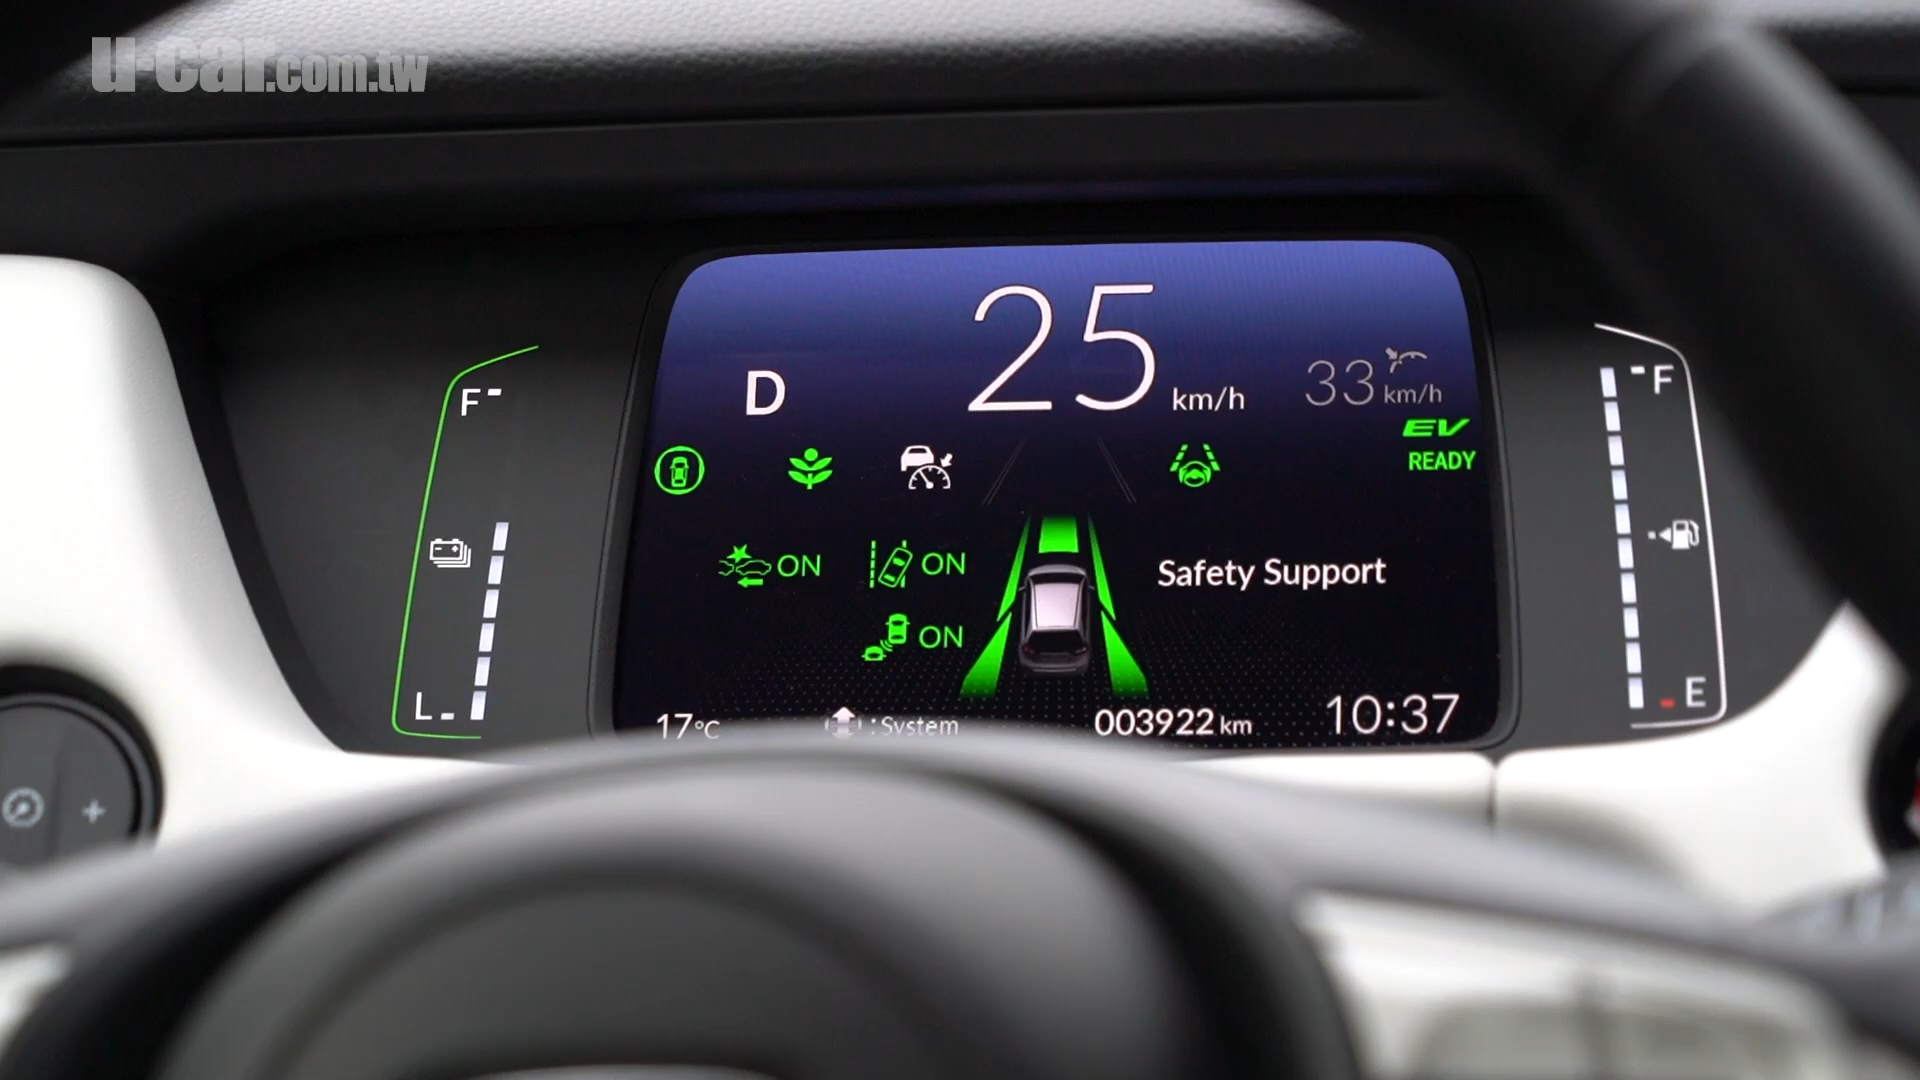 u-car.com.tw
25 km/h
D
33 km/h
EV
READY
F
F
ON
ON
Safety Support
ON
L
E
17°C
: System
003922 km
10:37
+